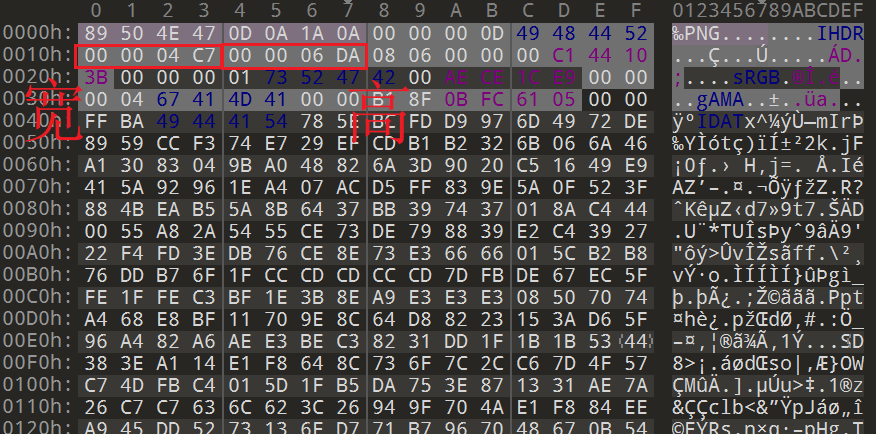 0 1 2 3 4 5 6 7 8 9 A B C D E F 0123456789ABCDEF
0000h: 89 50 4E 47 0D 0A 1A 0A 00 00 00 0D 49 48 44 52 ‰PNG........IHDR
0010h: 00 00 04 C7 00 00 06 DA 08 06 00 00 00 C1 44 10 ...Ç...Ú.....ÁD.
0020h: 3B 00 00 00 01 73 52 47 42 00 AE CE 1C E9 00 00 ;....sRGB.®Î.é..
0030h: 00 04 67 41 4D 41 00 00 B1 8F 0B FC 61 05 00 00 ..gAMA..±..üa...
宽 高
0040h: FF BA 49 44 41 54 78 5E BC FD D9 97 6D 49 72 DE ÿºIDATx^¼ýÙ—mIrÞ
0050h: 89 59 CC F3 74 E7 29 EF CD B1 B2 32 6B 06 6A 46 ‰YÌótç)ïÍ±²2k.jF
0060h: A1 30 83 04 9B A0 48 82 6A 3D 90 20 C5 16 49 E9 ¡0ƒ.› H‚j=. Å.Ié
0070h: 41 5A 92 96 1E A4 07 AC D5 FF 83 9E 5A 0F 52 3F AZ’–.¤.¬ÕÿƒžZ.R?
0080h: 88 4B EA B5 5A 8B 64 37 BB 39 74 37 01 8A C4 44 ˆKêµZ‹d7»9t7.ŠÄD
0090h: 00 55 A8 2A 54 55 CE 73 DE 79 88 39 E2 C4 39 27 .U¨*TUÎsÞyˆ9âÄ9'
00A0h: 22 F4 FD 3E DB 76 CE 8E 73 E3 66 66 01 5C B2 B8 "ôý>ÛvÎŽsãff.\²¸
00B0h: 76 DD B7 6F 1F CC CD CD CC CD 7D FB DE 67 EC 5F vÝ·o.ÌÍÍÌÍ}ûÞgì_
00C0h: FE 1F FE C3 BF 1E 3B 8E A9 E3 E3 E3 08 50 70 74 þ.þÃ¿.;Ž©ããã.Ppt
00D0h: A4 68 E8 BF 11 70 9E 8C 64 D8 82 23 15 3A D6 5F ¤hè¿.pžŒdØ‚#.:Ö_
00E0h: 96 A4 82 A6 AE E3 BE C3 82 31 DD 1F 1B 1B 53 44 –¤‚¦®ã¾Ã‚1Ý...SD
00F0h: 38 3E A1 14 E1 F8 64 8C 73 6F 7C 2C C6 7D 4F 57 8>¡.áødŒso|,Æ}OW
0100h: C7 4D FB C4 01 5D 1F B5 DA 75 3E 87 13 31 AE 7A ÇMûÄ.].µÚu>‡.1®z
0110h: 26 C7 C7 63 6C 62 3C 26 94 9F 70 4A E1 F8 84 EE &ÇÇclb<&”ŸpJáø„î
0120h: A9 45 DD 52 73 13 6E D7 71 B7 96 70 48 67 0B 54 ©EÝRs.n×q·–pHg.T